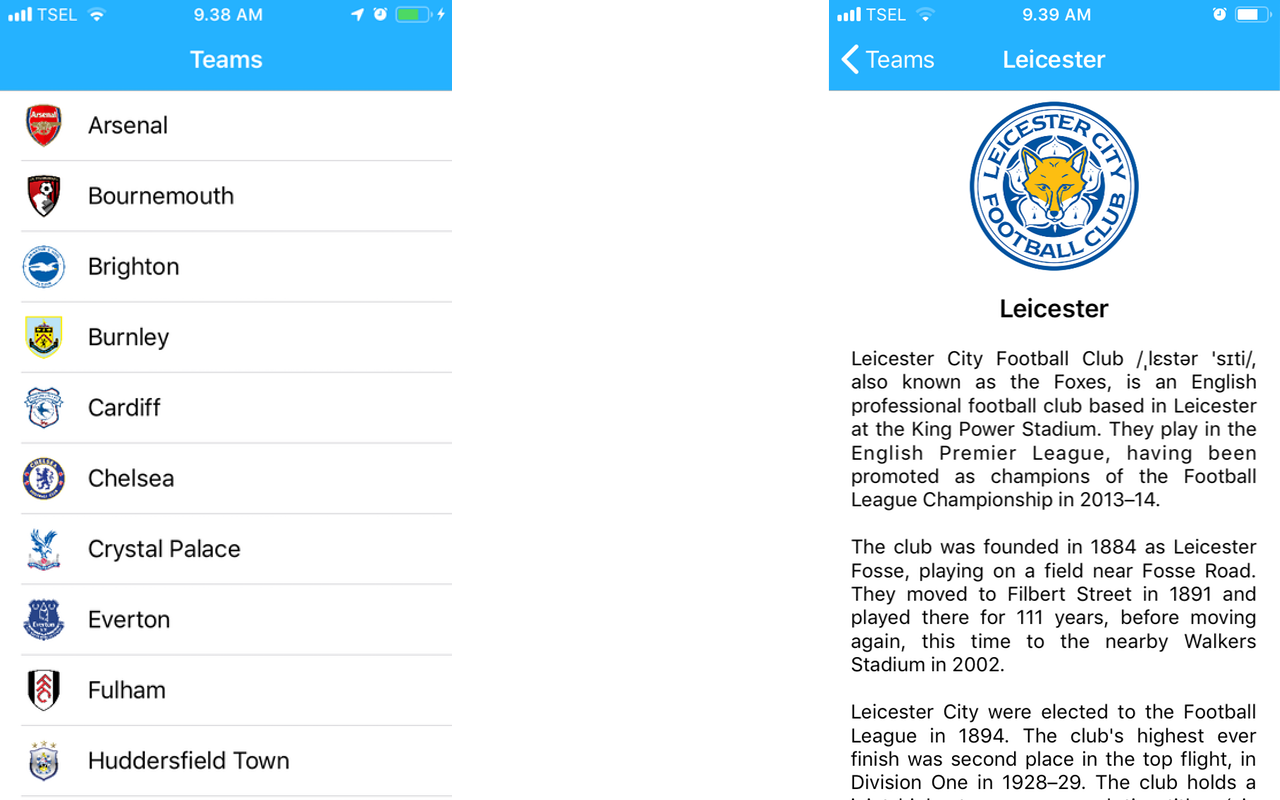 TSEL
9.38 AM
Teams
Arsenal
Arsenal
Bournemouth
Brighton
Burnley
Cardiff
Chelsea
Crystal Palace
Everton
Everton
Fulham
Huddersfield Town
TSEL
9.39 AM
Teams
Leicester
LEICESTER CITY
FOOTBALL CLUB
Leicester
Leicester City Football Club /ˌlɛstər ˈsɪti/,
also known as the Foxes, is an English
professional football club based in Leicester
at the King Power Stadium. They play in the
English Premier League, having been
promoted as champions of the Football
League Championship in 2013–14.
The club was founded in 1884 as Leicester
Fosse, playing on a field near Fosse Road.
They moved to Filbert Street in 1891 and
played there for 111 years, before moving
again, this time to the nearby Walkers
Stadium in 2002.
Leicester City were elected to the Football
League in 1894. The club's highest ever
finish was second place in the top flight, in
Division One in 1928–29. The club holds a